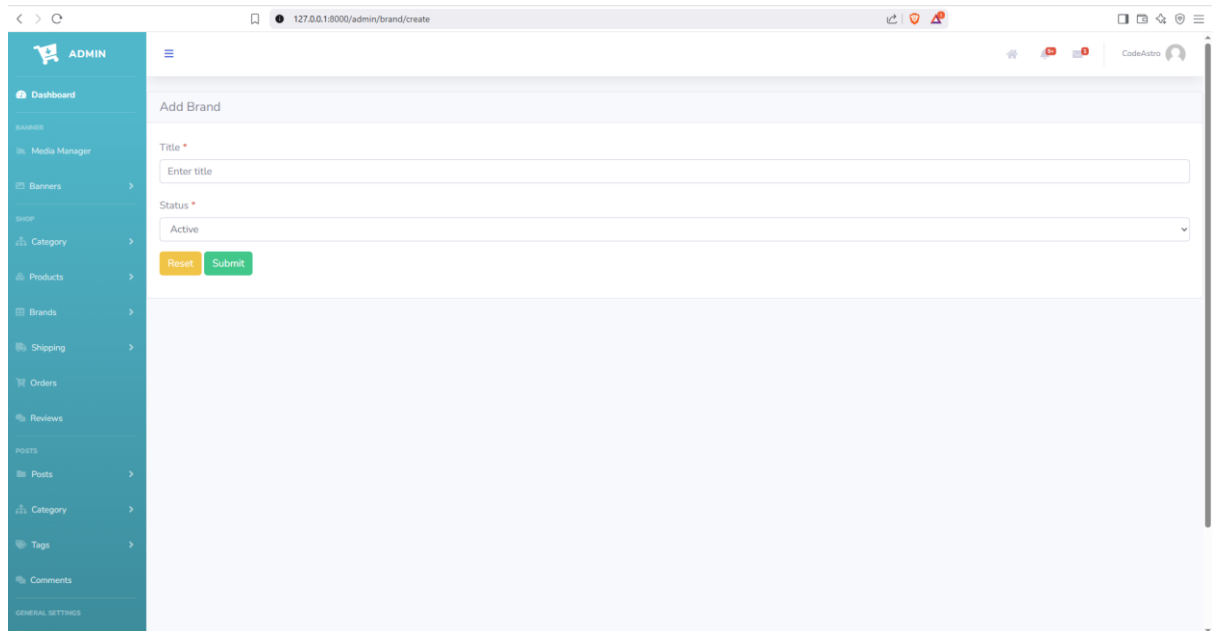 127.0.0.1:8000/admin/brand/create
ADMIN
9+
CodeAstro
Dashboard
Add Brand
BANNER
Title *
Media Manager
Enter title
Banners
Status *
SHOP
Active
Category
Reset Submit
Products
Brands
Shipping
Orders
Reviews
POSTS
Posts
Category
Tags
Comments
GENERAL SETTINGS